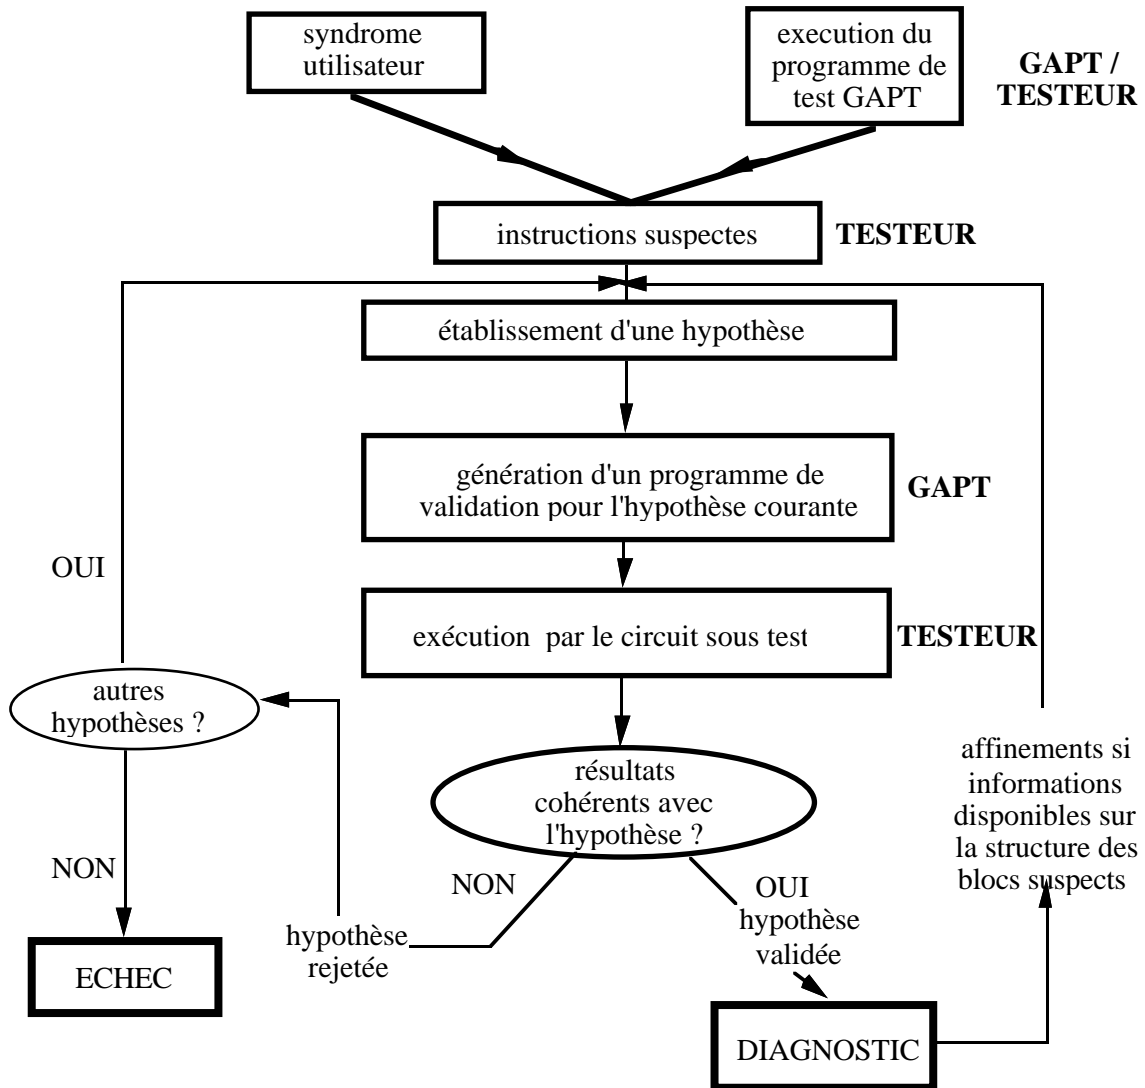 syndrome
utilisateur
execution du
programme de
test GAPT
GAPT /
TESTEUR
instructions suspectes
TESTEUR
établissement d'une hypothèse
génération d'un programme de
validation pour l'hypothèse courante
GAPT
OUI
exécution par le circuit sous test
TESTEUR
autres
hypothèses ?
résultats
cohérents avec
l'hypothèse ?
affinements si
informations
disponibles sur
la structure des
blocs suspects
NON
NON
OUI
hypothèse
validée
hypothèse
rejetée
ECHEC
DIAGNOSTIC